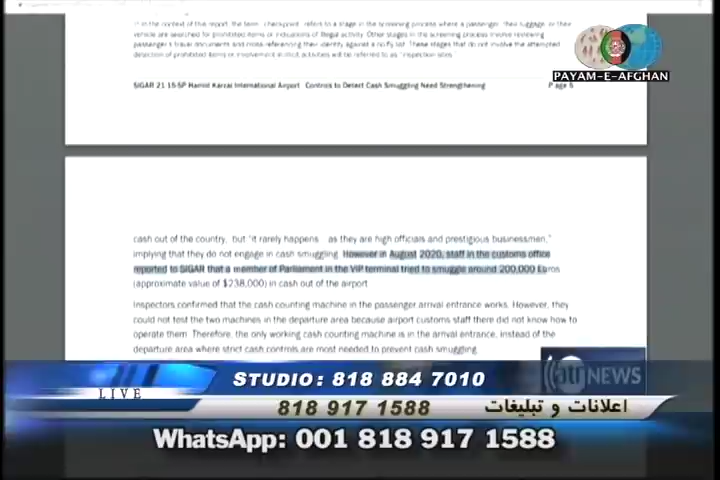 in the context of this report, the term checkpoint refers to a stage in the screening process where a passenger, their luggage, or their
vehicle are searched for prohibited items or indications of illegal activity. Other stages in the screening process involve reviewing
passenger s travel documents and cross-referencing their identity against a no fly list. These stages that do not involve the attempted
detection of prohibited items or involvement in illicit activities will be referred to as "inspection sites
PAYAM-E-AFGHAN
SIGAR 21 15-SP Hamid Karzai International Airport Controls to Detect Cash Smuggling Need Strengthening Page 5
cash out of the country, but "it rarely happens as they are high officials and prestigious businessmen,"
implying that they do not engage in cash smuggling. However in August 2020, staff in the customs office
reported to SIGAR that a member of Parliament in the VIP terminal tried to smuggle around 200,000 Euros
(approximate value of $238,000) in cash out of the airport
Inspectors confirmed that the cash counting machine in the passenger arrival entrance works. However, they
could not test the two machines in the departure area because airport customs staff there did not know how to
operate them. Therefore, the only working cash counting machine is in the arrival entrance, instead of the
departure area where strict cash controls are most needed to prevent cash smuggling
NEWS
STUDIO: 818 884 7010
LIVE
818 917 1588 اعلانات و تبلیغات
WhatsApp: 001 818 917 1588